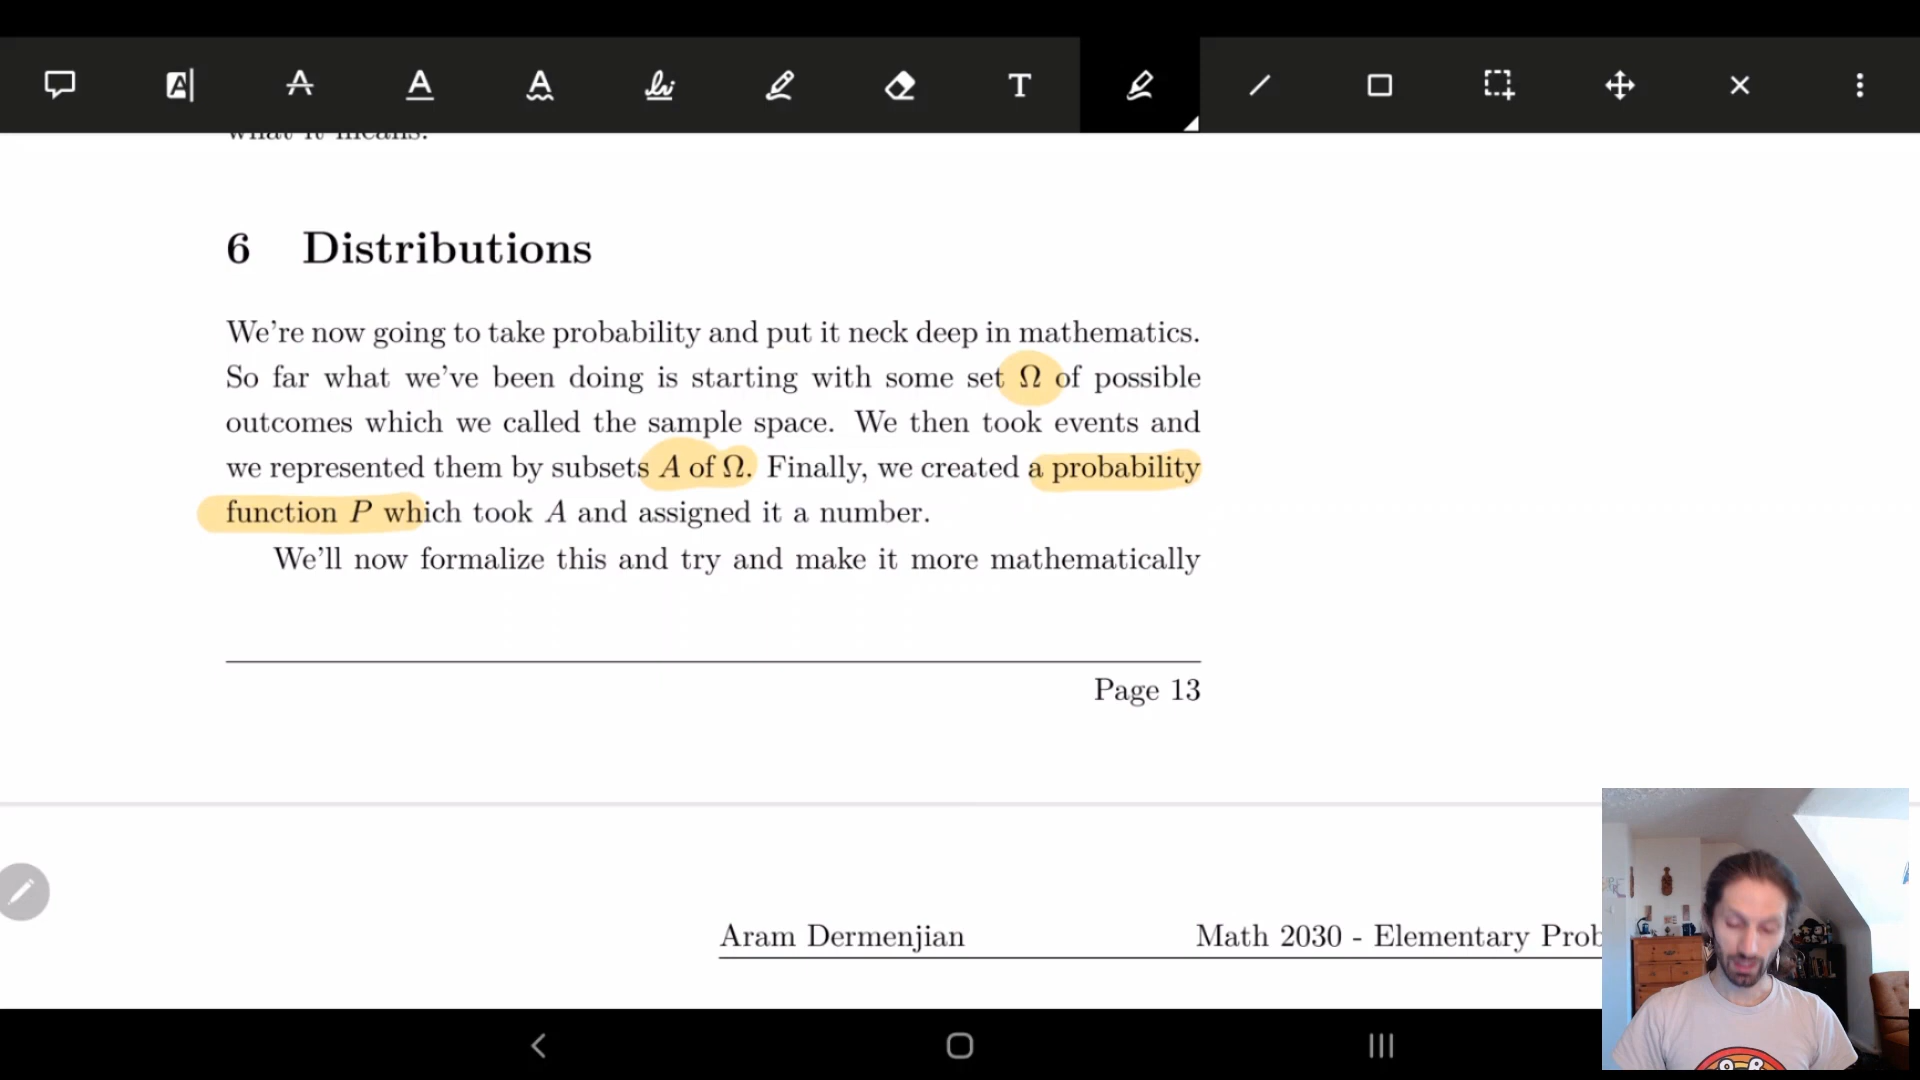 what it means.
6 Distributions
We're now going to take probability and put it neck deep in mathematics.
So far what we've been doing is starting with some set Ω of possible
outcomes which we called the sample space. We then took events and
we represented them by subsets A of Ω. Finally, we created a probability
function P which took A and assigned it a number.
We'll now formalize this and try and make it more mathematically
Page 13
Aram Dermenjian Math 2030 - Elementary Prob